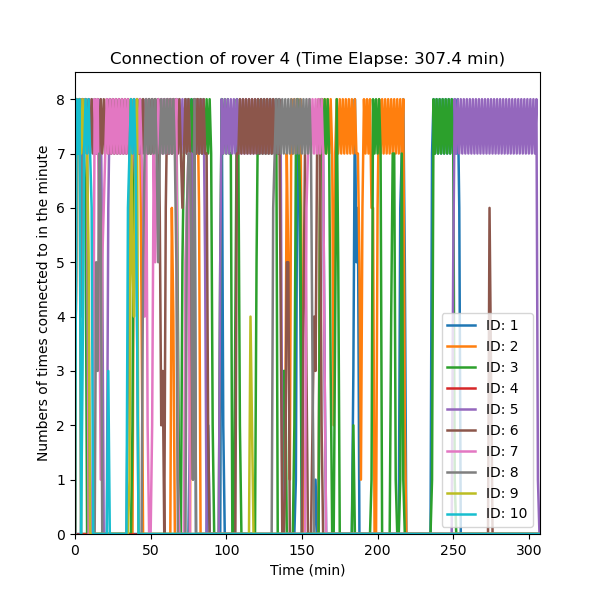 Connection of rover 4 (Time Elapse: 307.4 min)
Numbers of times connected to in the minute
8
7
6
5
4
3
2
1
0
ID: 1
ID: 2
ID: 3
ID: 4
ID: 5
ID: 6
ID: 7
ID: 8
ID: 9
ID: 10
0 50 100 150 200 250 300
Time (min)